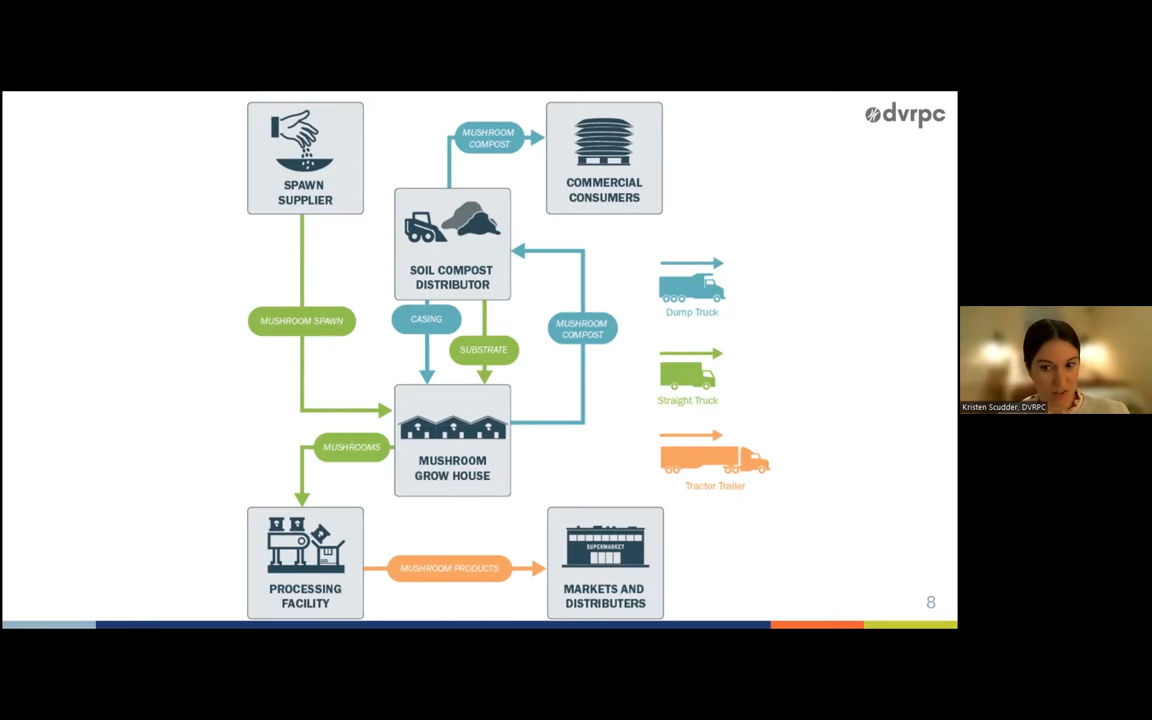 dvrpc
SPAWN
SUPPLIER
MUSHROOM
COMPOST
COMMERCIAL
CONSUMERS
SOIL COMPOST
DISTRIBUTOR
MUSHROOM SPAWN
CASING
SUBSTRATE
MUSHROOM
COMPOST
Dump Truck
Straight Truck
Tractor Trailer
MUSHROOM
GROW HOUSE
MUSHROOMS
PROCESSING
FACILITY
MUSHROOM PRODUCTS
SUPERMARKET
MARKETS AND
DISTRIBUTERS
8
Kristen Scudder, DVRPC